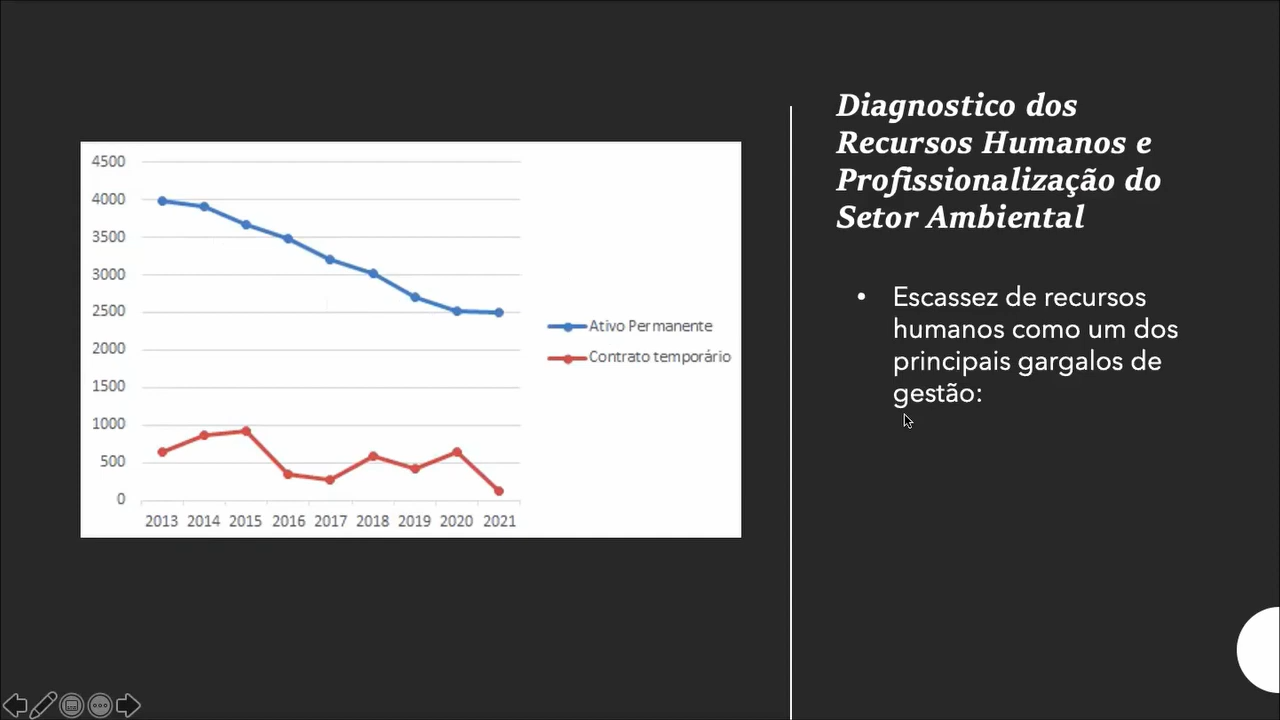 Diagnostico dos
Recursos Humanos e
Profissionalização do
Setor Ambiental
• Escassez de recursos
humanos como um dos
principais gargalos de
gestão:
4500
4000
3500
3000
2500
2000
1500
1000
500
0
2013 2014 2015 2016 2017 2018 2019 2020 2021
Ativo Permanente
Contrato temporário